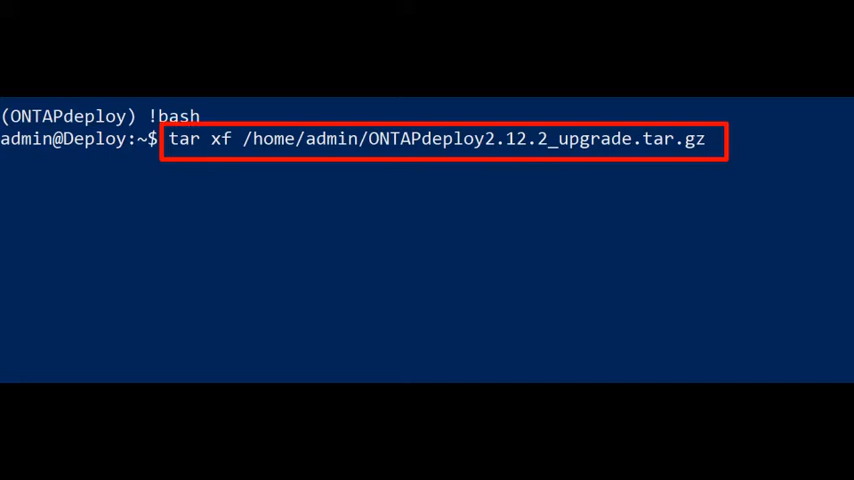 (ONTAPdeploy) !bash
admin@Deploy:~$ tar xf /home/admin/ONTAPdeploy2.12.2_upgrade.tar.gz